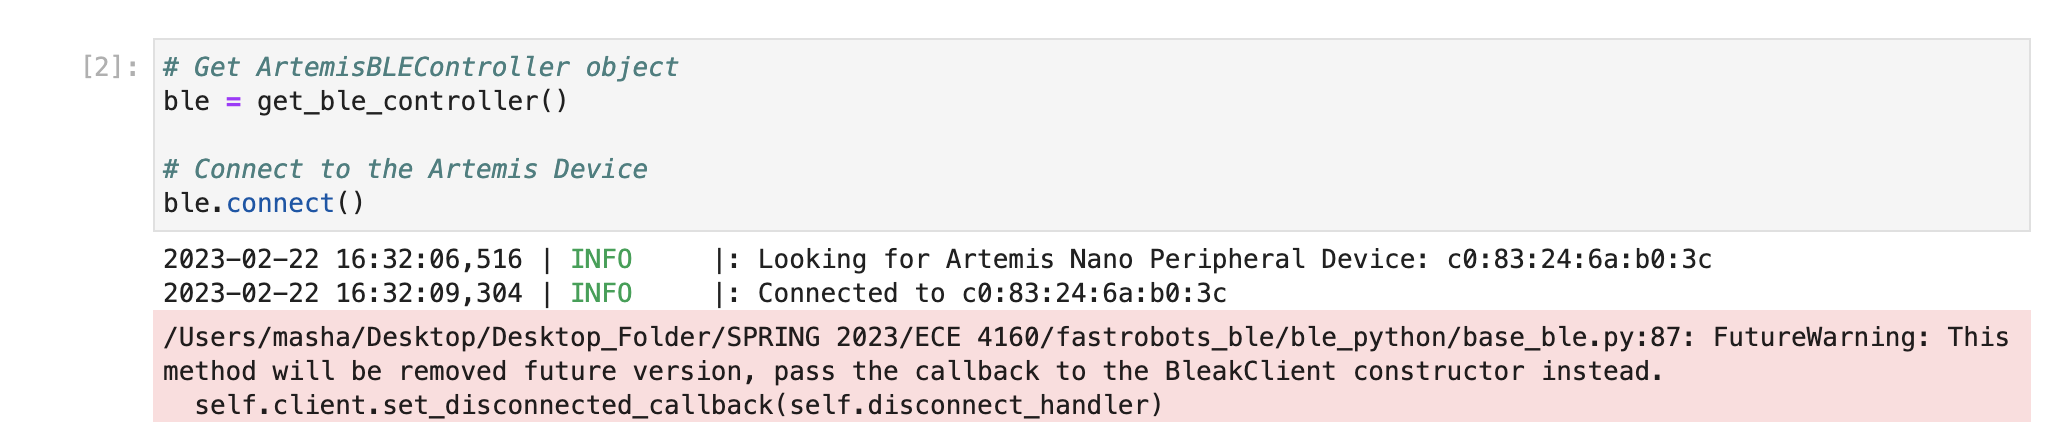 [2]: # Get ArtemisBLEController object
ble = get_ble_controller()
# Connect to the Artemis Device
ble.connect()
2023-02-22 16:32:06,516 | INFO     |: Looking for Artemis Nano Peripheral Device: c0:83:24:6a:b0:3c
2023-02-22 16:32:09,304 | INFO     |: Connected to c0:83:24:6a:b0:3c
/Users/masha/Desktop/Desktop_Folder/SPRING 2023/ECE 4160/fastrobots_ble/ble_python/base_ble.py:87: FutureWarning: This
method will be removed future version, pass the callback to the BleakClient constructor instead.
  self.client.set_disconnected_callback(self.disconnect_handler)